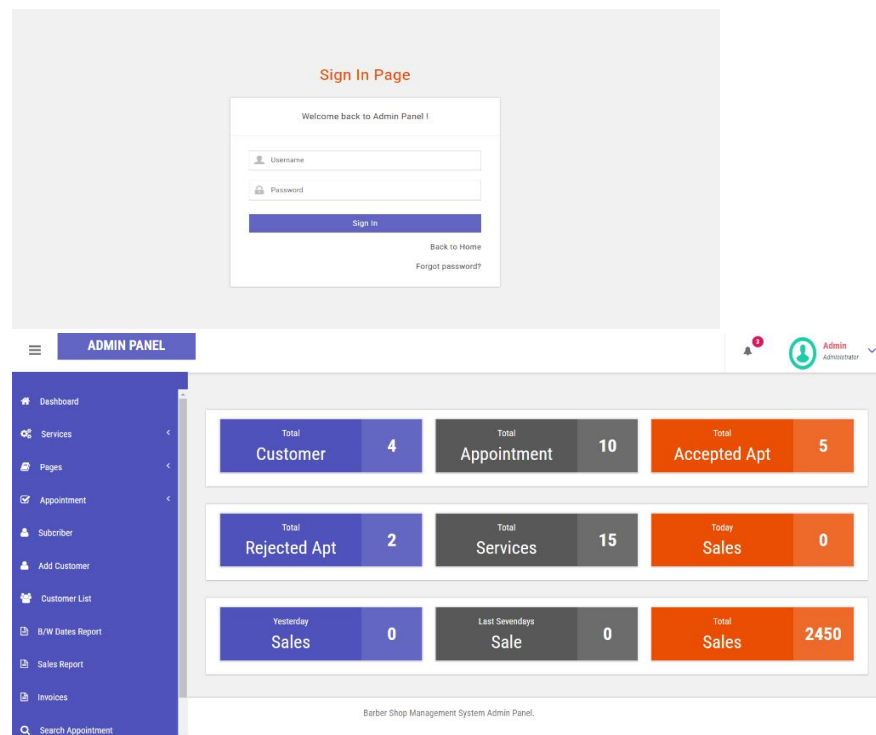 Sign In Page
Welcome back to Admin Panel !
Username
Password
Sign In
Back to Home
Forgot password?
ADMIN PANEL
3
Admin
Administrator
Dashboard
Services
Pages
Appointment
Subcriber
Add Customer
Customer List
B/W Dates Report
Sales Report
Invoices
Search Appointment
Total
Customer
4
Total
Appointment
10
Total
Accepted Apt
5
Total
Rejected Apt
2
Total
Services
15
Today
Sales
0
Yesterday
Sales
0
Last Sevendays
Sale
0
Total
Sales
2450
Barber Shop Management System Admin Panel.